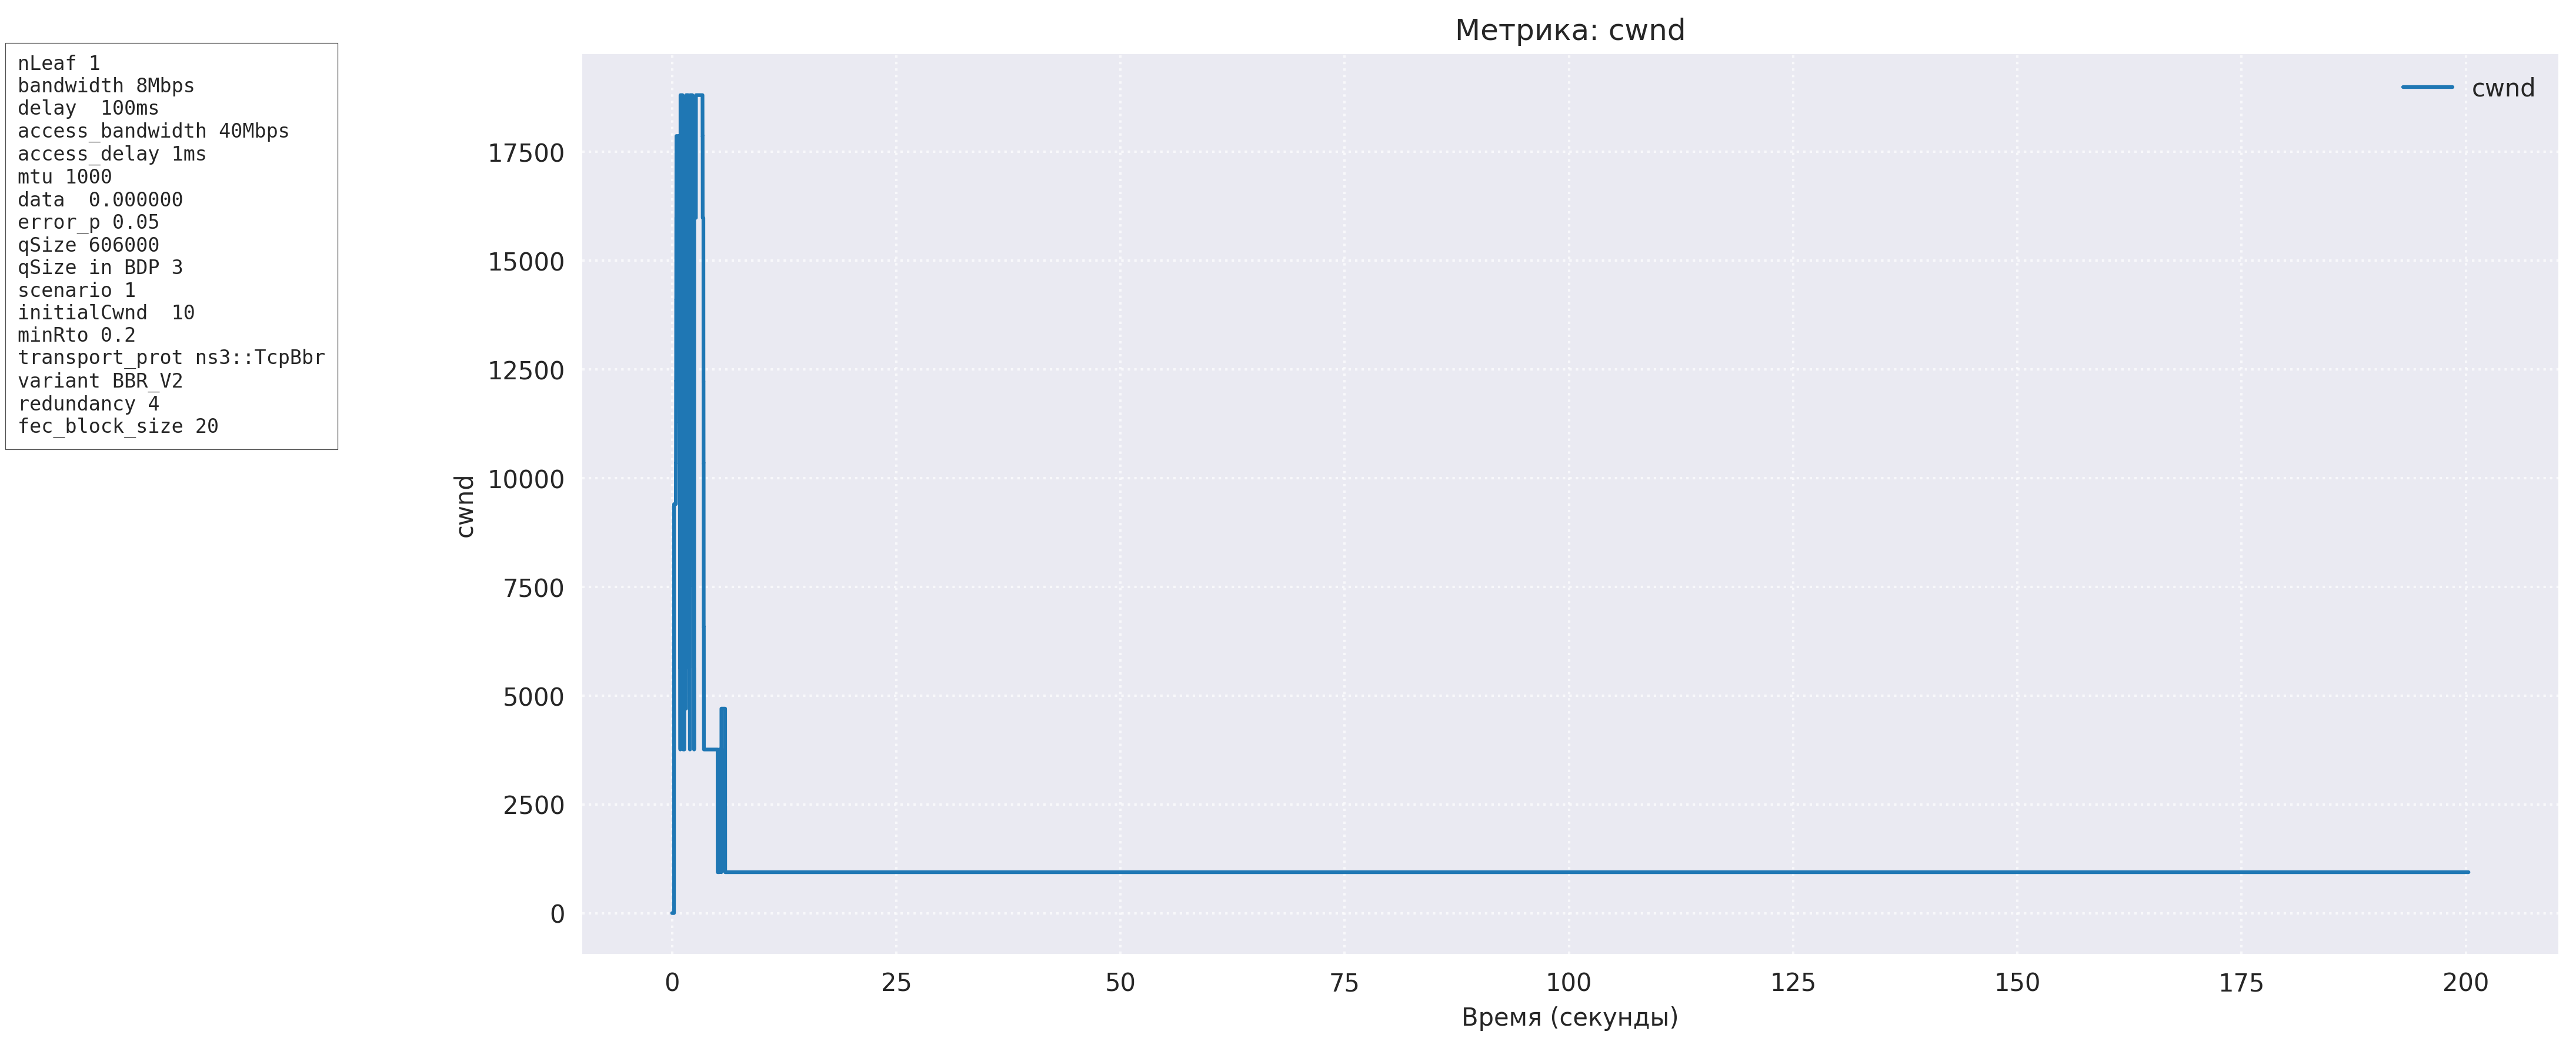 Метрика: cwnd
nLeaf 1
bandwidth 8Mbps
delay  100ms
access_bandwidth 40Mbps
access_delay 1ms
mtu 1000
data  0.000000
error_p 0.05
qSize 606000
qSize in BDP 3
scenario 1
initialCwnd  10
minRto 0.2
transport_prot ns3::TcpBbr
variant BBR_V2
redundancy 4
fec_block_size 20
cwnd
cwnd
17500
15000
12500
10000
7500
5000
2500
0
0 25 50 75 100 125 150 175 200
Время (секунды)